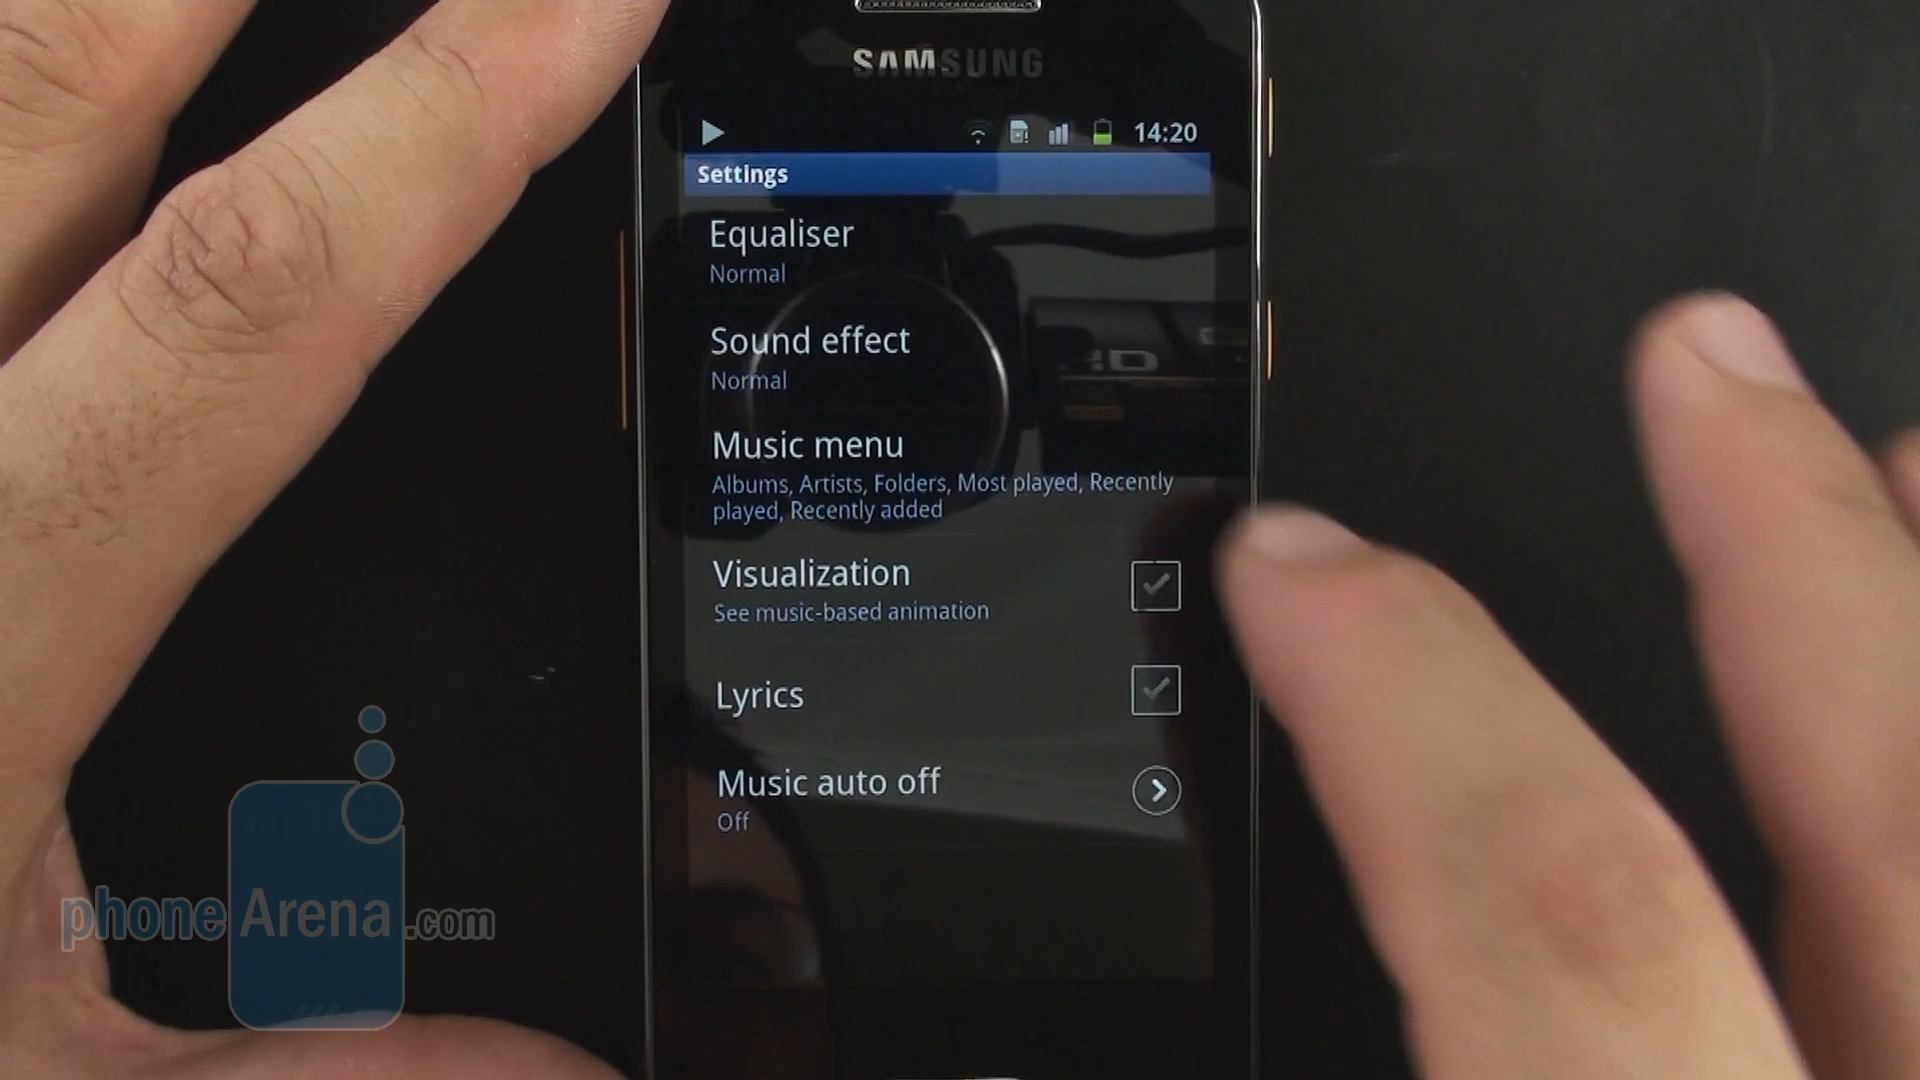 SAMSUNG
14:20
Settings
Equaliser
Normal
Sound effect
Normal
Music menu
Albums, Artists, Folders, Most played, Recently
played, Recently added
Visualization
See music-based animation
Lyrics
Music auto off
Off
phoneArena.com